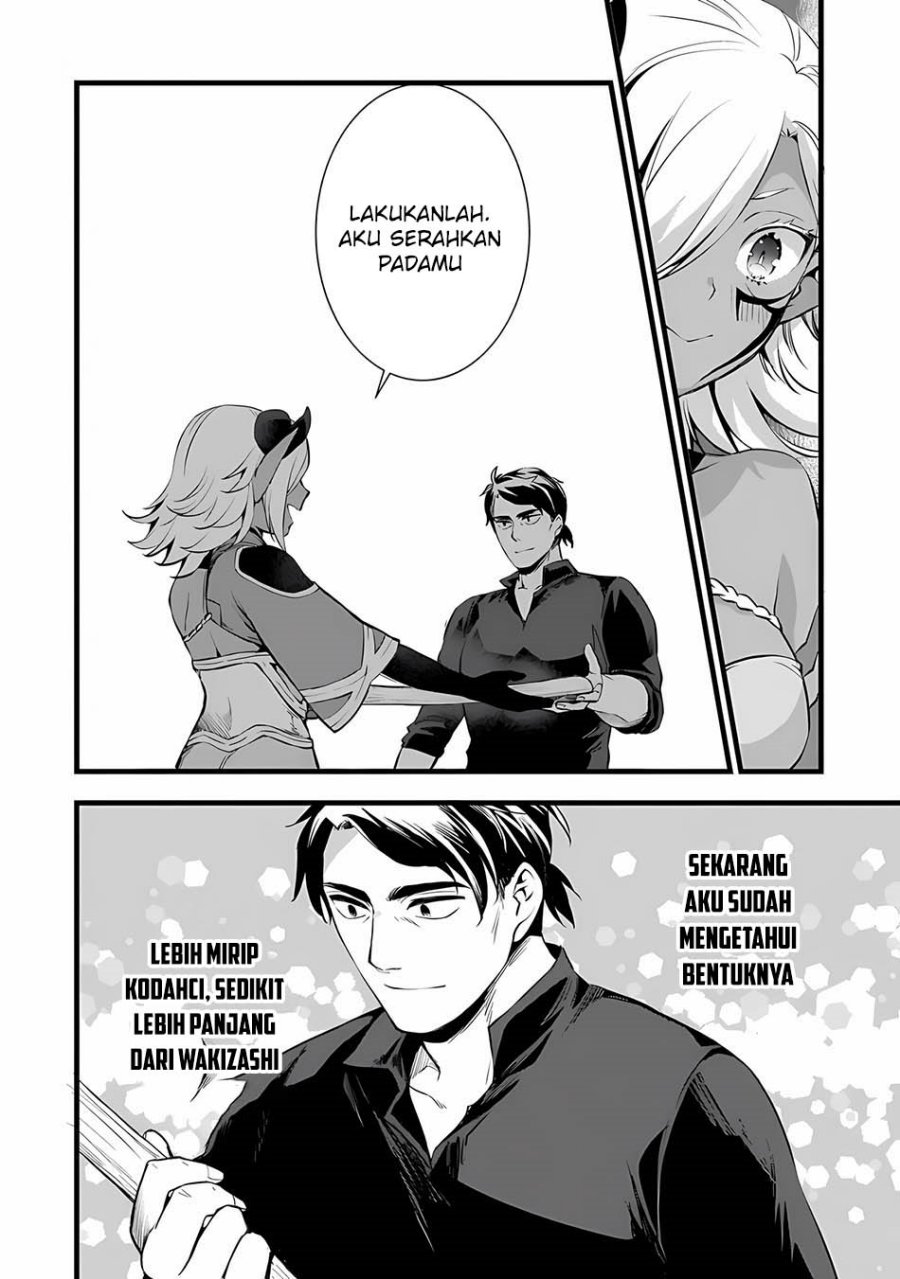 LAKUKANLAH.
AKU SERAHKAN
PADAMU
SEKARANG
AKU SUDAH
MENGETAHUI
BENTUKNYA
LEBIH MIRIP
KODAHCI, SEDIKIT
LEBIH PANJANG
DARI WAKIZASHI